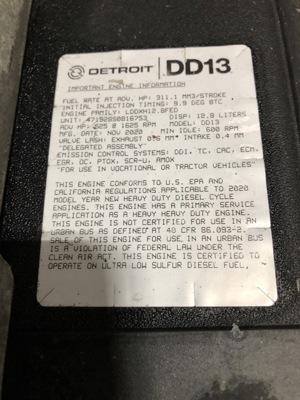 DETROIT DD13
IMPORTANT ENGINE INFORMATION
FUEL RATE AT ADV. HP: 311.1 MM3/STROKE
INITIAL INJECTION TIMING: 9.9 DEG BTC
ENGINE FAMILY: LDDXH12.8FED
UNIT: DISP: 12.8 LITERS
ADV HP: @ 1625 RPM MODEL: DD13
MFG. DATE: NOV 2020 MIN IDLE: 600 RPM
VALVE LASH: EXHAUST MM* INTAKE 0.4 MM
"DELEGATED ASSEMBLY"
EMISSION CONTROL SYSTEMS: DDI, TC, CAC, ECM,
EGR, OC, PTOX, SCR-U, AMOX
"FOR USE IN VOCATIONAL OR TRACTOR VEHICLES"
THIS ENGINE CONFORMS TO U.S. EPA AND
CALIFORNIA REGULATIONS APPLICABLE TO 2020
MODEL YEAR NEW HEAVY DUTY DIESEL CYCLE
ENGINES. THIS ENGINE HAS A PRIMARY SERVICE
APPLICATION AS A HEAVY HEAVY DUTY ENGINE.
THIS ENGINE IS NOT CERTIFIED FOR USE IN AN
URBAN BUS AS DEFINED AT 40 CFR 86.093-2.
SALE OF THIS ENGINE FOR USE IN AN URBAN BUS
IS A VIOLATION OF FEDERAL LAW UNDER THE
CLEAN AIR ACT. THIS ENGINE IS CERTIFIED TO
OPERATE ON ULTRA LOW SULFUR DIESEL FUEL.